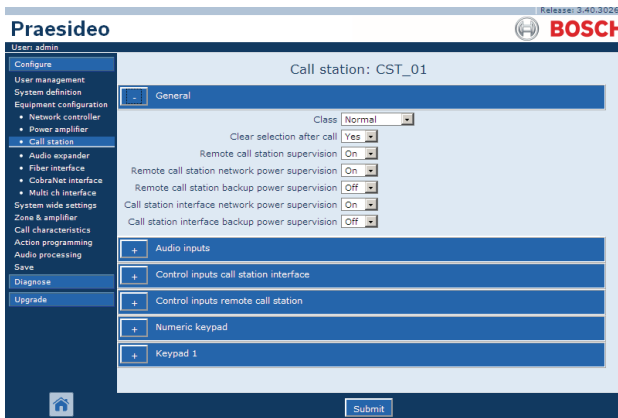 Release: 3.40.3026
Praesideo
BOSCH
User: admin
Configure
User management
System definition
Equipment configuration
• Network controller
• Power amplifier
• Call station
• Audio expander
• Fiber interface
• CobraNet interface
• Multi ch interface
System wide settings
Zone & amplifier
Call characteristics
Action programming
Audio processing
Save
Diagnose
Upgrade
Call station: CST_01
- General
Class Normal
Clear selection after call Yes
Remote call station supervision On
Remote call station network power supervision On
Remote call station backup power supervision Off
Call station interface network power supervision On
Call station interface backup power supervision Off
+ Audio inputs
+ Control inputs call station interface
+ Control inputs remote call station
+ Numeric keypad
+ Keypad 1
Submit